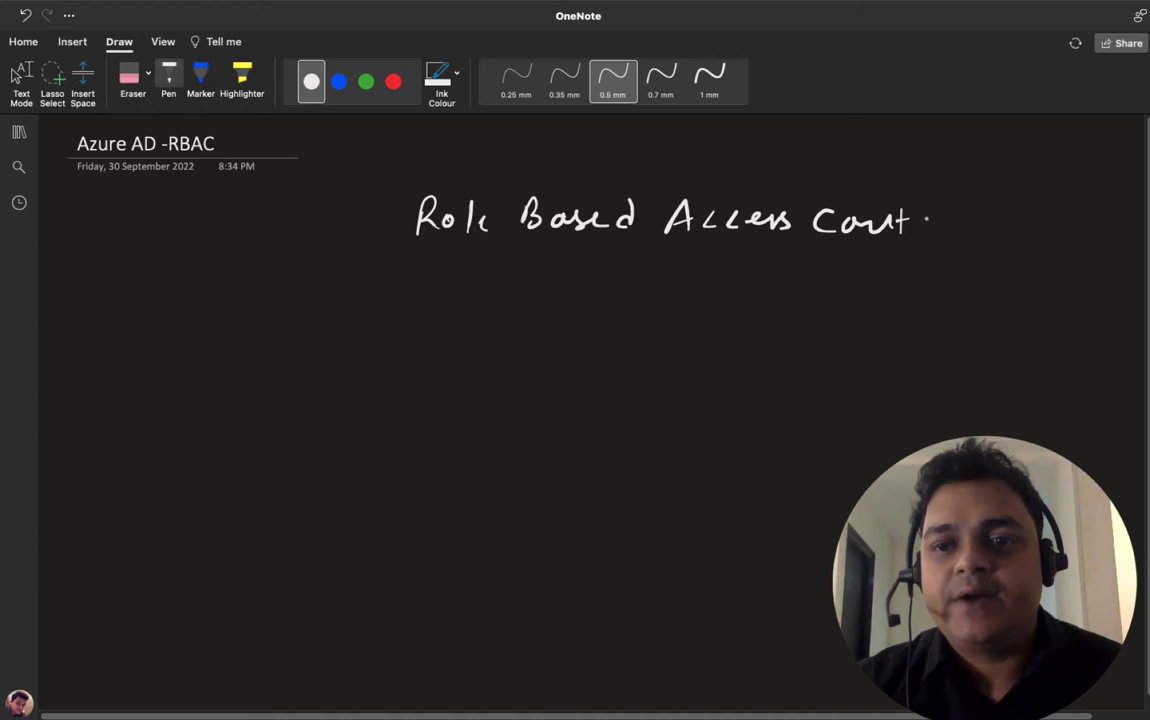 OneNote
Home Insert Draw View Tell me
Share
Text Mode
Lasso Select
Insert Space
Eraser
Pen
Marker
Highlighter
Ink Colour
0.25 mm
0.35 mm
0.5 mm
0.7 mm
1 mm
Azure AD -RBAC
Friday, 30 September 2022 8:34 PM
Role Based Access Cont